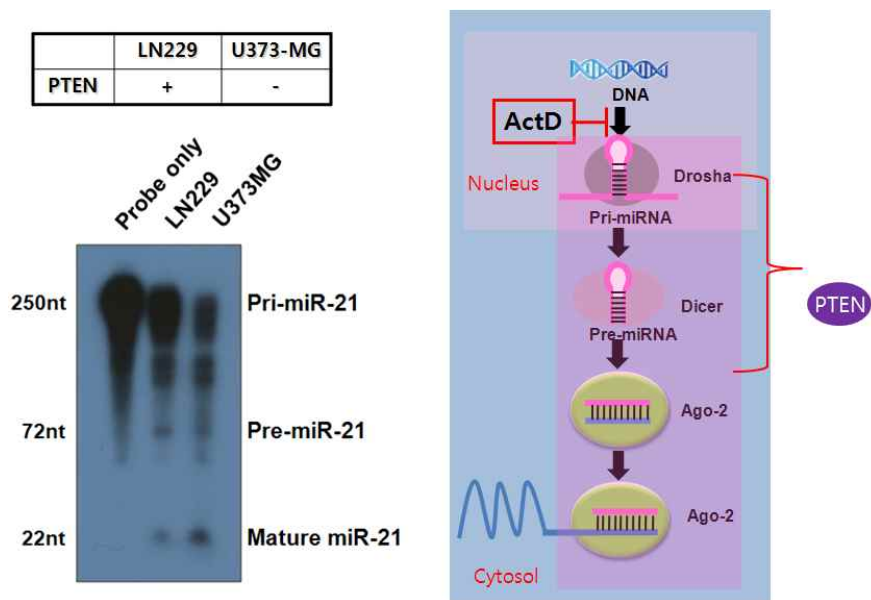 LN229 U373-MG
PTEN + -
Probe only
LN229
U373MG
250nt Pri-miR-21
72nt Pre-miR-21
22nt Mature miR-21
DNA
ActD
Nucleus
Drosha
Pri-miRNA
Dicer
Pre-miRNA
PTEN
Ago-2
Ago-2
Cytosol